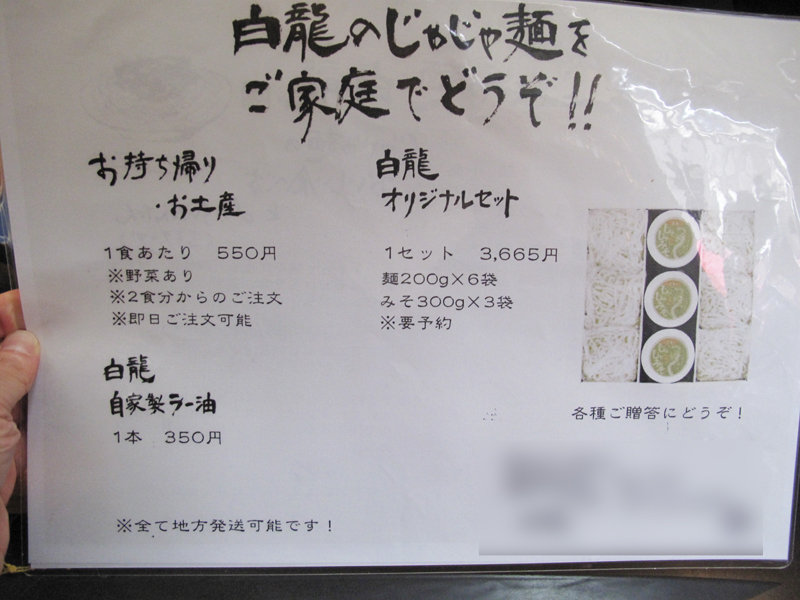 白龍のじゃじゃ麺を
ご家庭でどうぞ!!
お持ち帰り
・お土産
1食あたり 550円
※野菜あり
※2食分からのご注文
※即日ご注文可能
白龍
自家製ラー油
1本 350円
白龍
オリジナルセット
1セット 3,665円
麺200g×6袋
みそ300g×3袋
※要予約
各種ご贈答にどうぞ!
※全て地方発送可能です!